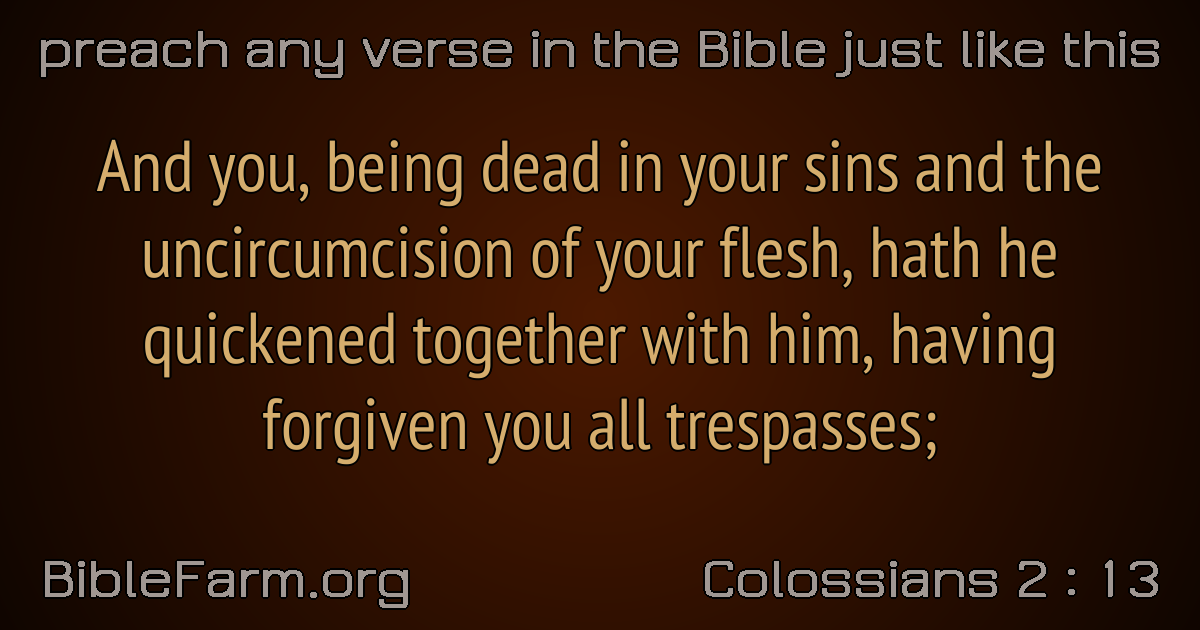 preach any verse in the Bible just like this
And you, being dead in your sins and the
uncircumcision of your flesh, hath he
quickened together with him, having
forgiven you all trespasses;
BibleFarm.org
Colossians 2 : 13